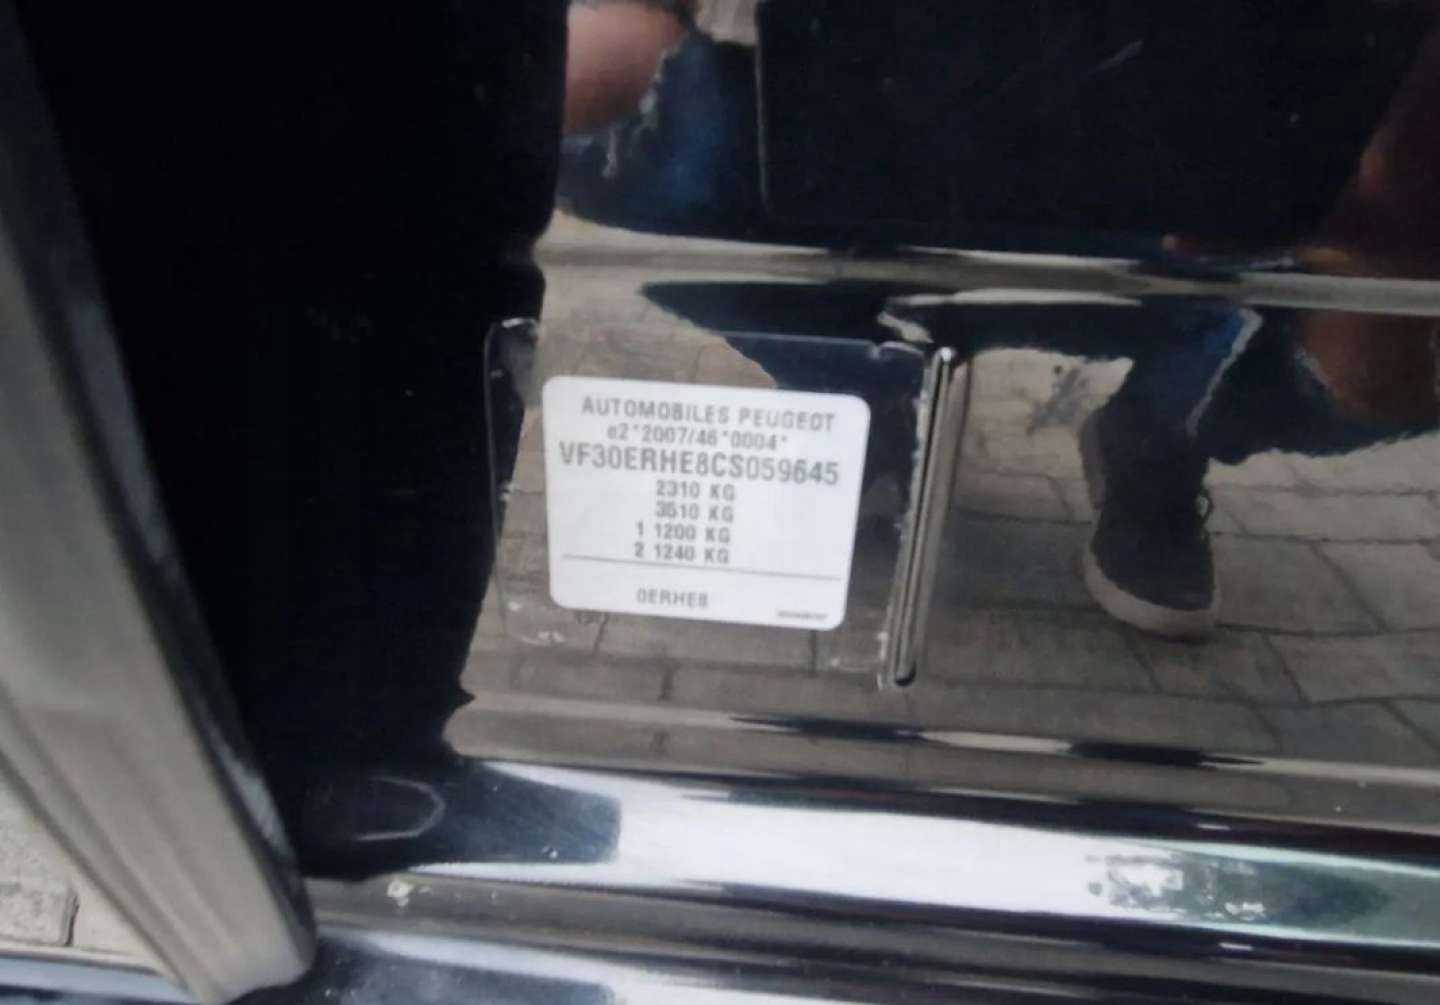 AUTOMOBILES PEUGEOT
e2*2007/46*0004*
VF30ERHE8CS059645
2310 KG
3510 KG
1 1200 KG
2 1240 KG
0ERHE8